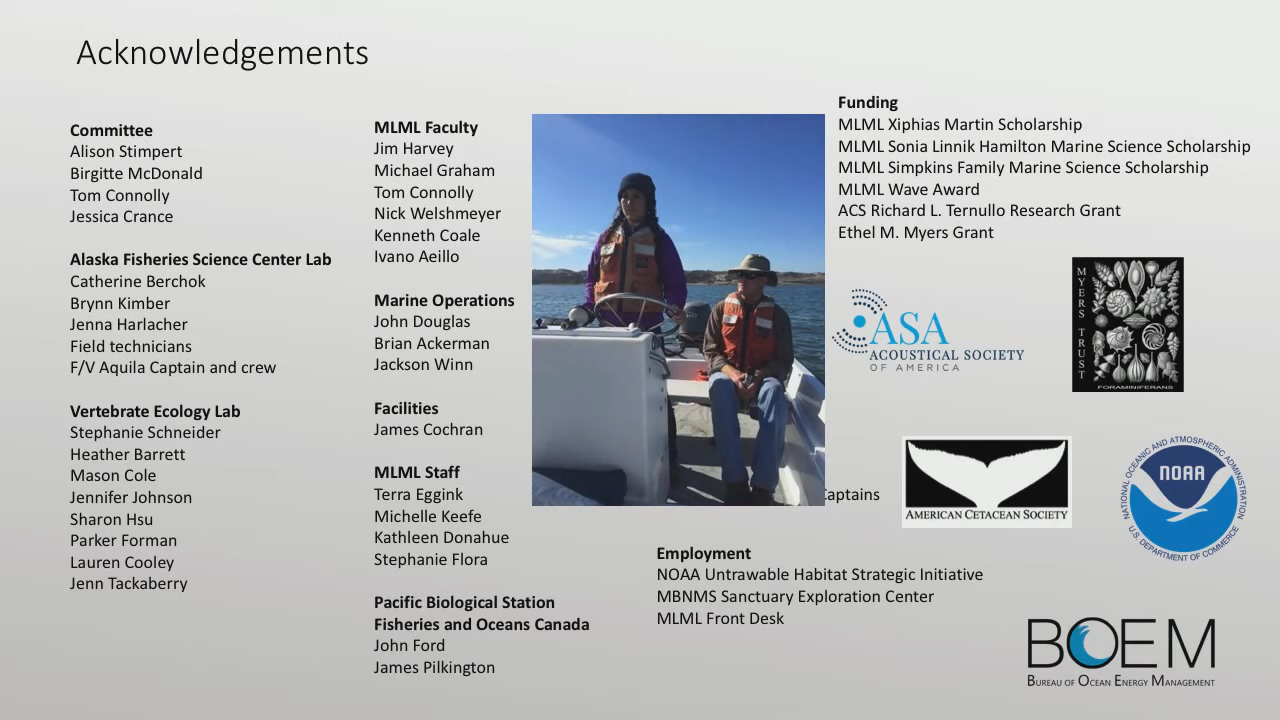 Acknowledgements
Committee
Alison Stimpert
Birgitte McDonald
Tom Connolly
Jessica Crance
Alaska Fisheries Science Center Lab
Catherine Berchok
Brynn Kimber
Jenna Harlacher
Field technicians
F/V Aquila Captain and crew
Vertebrate Ecology Lab
Stephanie Schneider
Heather Barrett
Mason Cole
Jennifer Johnson
Sharon Hsu
Parker Forman
Lauren Cooley
Jenn Tackaberry
MLML Faculty
Jim Harvey
Michael Graham
Tom Connolly
Nick Welshmeyer
Kenneth Coale
Ivano Aeillo
Marine Operations
John Douglas
Brian Ackerman
Jackson Winn
Facilities
James Cochran
MLML Staff
Terra Eggink
Michelle Keefe
Kathleen Donahue
Stephanie Flora
Pacific Biological Station
Fisheries and Oceans Canada
John Ford
James Pilkington
Captains
Employment
NOAA Untrawable Habitat Strategic Initiative
MBNMS Sanctuary Exploration Center
MLML Front Desk
Funding
MLML Xiphias Martin Scholarship
MLML Sonia Linnik Hamilton Marine Science Scholarship
MLML Simpkins Family Marine Science Scholarship
MLML Wave Award
ACS Richard L. Ternullo Research Grant
Ethel M. Myers Grant
ASA
ACOUSTICAL SOCIETY
OF AMERICA
MYERS TRUST
FORAMINIFERANS
AMERICAN CETACEAN SOCIETY
NATIONAL OCEANIC AND ATMOSPHERIC ADMINISTRATION
NOAA
U.S. DEPARTMENT OF COMMERCE
BOEM
BUREAU OF OCEAN ENERGY MANAGEMENT